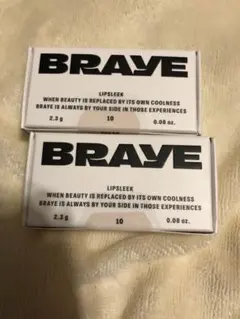 BRAYE
LIPSLEEK
WHEN BEAUTY IS REPLACED BY ITS OWN COOLNESS
BRAYE IS ALWAYS BY YOUR SIDE IN THOSE EXPERIENCES
2.3 g 10 0.08 oz.
BRAYE
LIPSLEEK
WHEN BEAUTY IS REPLACED BY ITS OWN COOLNESS
BRAYE IS ALWAYS BY YOUR SIDE IN THOSE EXPERIENCES
2.3 g 10 0.08 oz.